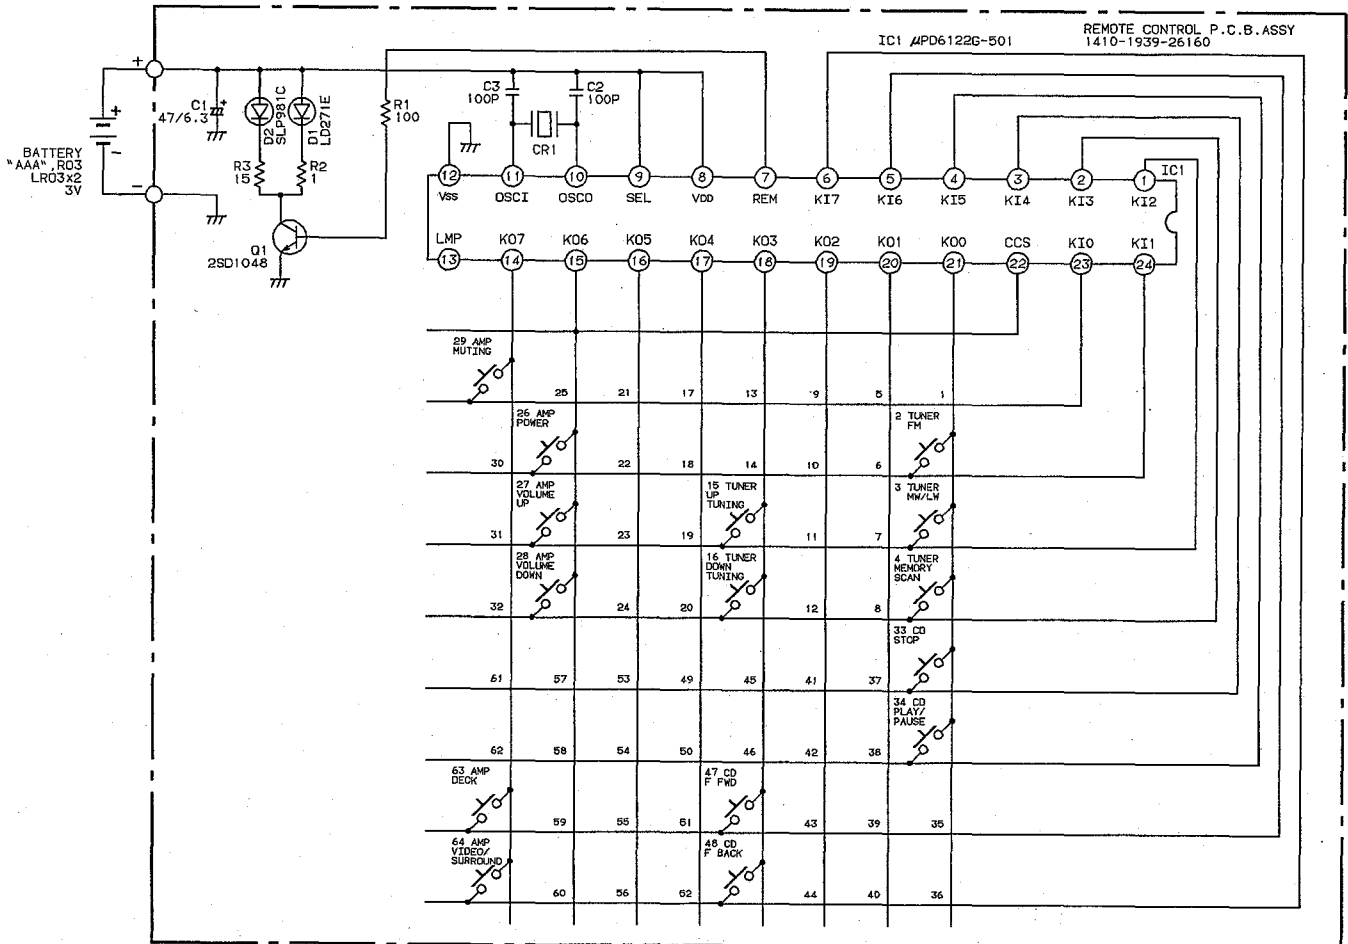 REMOTE CONTROL P.C.B.ASSY
1410-1939-26160
IC1 μPD6122G-501
+
C3
100P
C2
100P
C1
47/6.3
+
D2
SLP981C
D1
LD271E
R1
100
+
-
BATTERY
"AAA",R03
LR03x2
3V
-
R3
15
R2
1
CR1
IC1
12 11 10 9 8 7 6 5 4 3 2 1
VSS OSCI OSCO SEL VDD REM KI7 KI6 KI5 KI4 KI3 KI2
Q1
2SD1048
LMP KO7 KO6 KO5 KO4 KO3 KO2 KO1 KO0 CCS KI0 KI1
13 14 15 16 17 18 19 20 21 22 23 24
29 AMP
MUTING
25 21 17 13 9 5 1
26 AMP
POWER
2 TUNER
FM
30 22 18 14 10 6
27 AMP
VOLUME
UP
15 TUNER
UP
TUNING
3 TUNER
MW/LW
31 23 19 11 7
28 AMP
VOLUME
DOWN
16 TUNER
DOWN
TUNING
4 TUNER
MEMORY
SCAN
32 24 20 12 8
33 CD
STOP
61 57 53 49 45 41 37
34 CD
PLAY/
PAUSE
62 58 54 50 46 42 38
63 AMP
DECK
47 CD
F FWD
59 55 51 43 39 35
64 AMP
VIDEO/
SURROUND
48 CD
F BACK
60 56 52 44 40 36